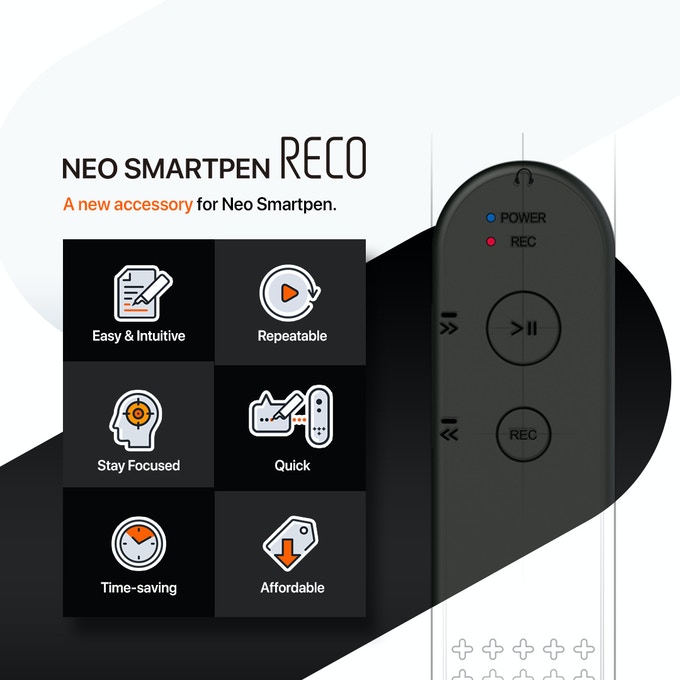 NEO SMARTPEN RECO
A new accessory for Neo Smartpen.
Easy & Intuitive
Repeatable
Stay Focused
Quick
Time-saving
Affordable
POWER
REC
REC